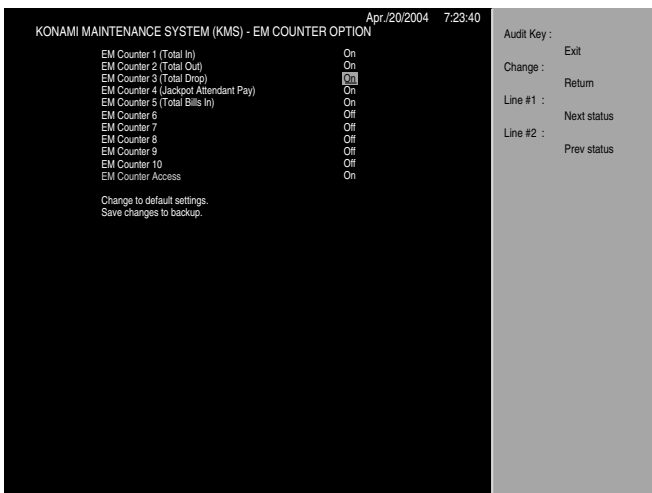 Apr./20/2004 7:23:40
KONAMI MAINTENANCE SYSTEM (KMS) - EM COUNTER OPTION
EM Counter 1 (Total In) On
EM Counter 2 (Total Out) On
EM Counter 3 (Total Drop) On
EM Counter 4 (Jackpot Attendant Pay) On
EM Counter 5 (Total Bills In) On
EM Counter 6 Off
EM Counter 7 Off
EM Counter 8 Off
EM Counter 9 Off
EM Counter 10 Off
EM Counter Access On
Change to default settings.
Save changes to backup.
Audit Key :
Exit
Change :
Return
Line #1 :
Next status
Line #2 :
Prev status